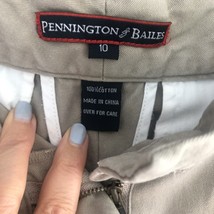 PENNINGTON & BAILES
10
100% COTTON
MADE IN CHINA
OVER FOR CARE